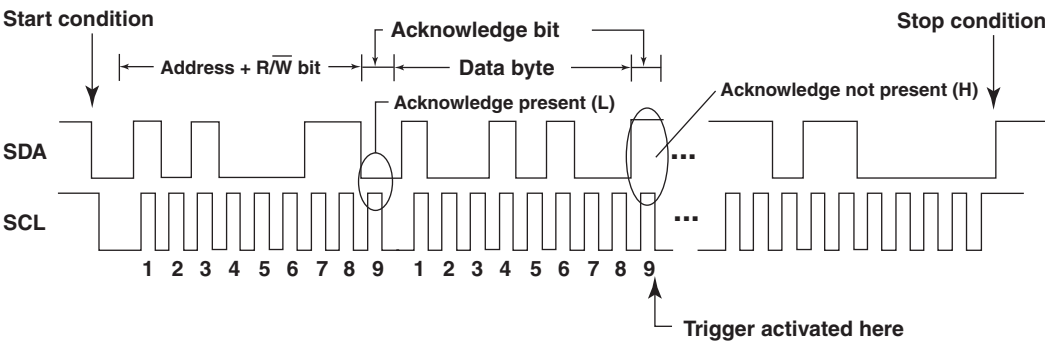 Start condition
Stop condition
Acknowledge bit
Address + R/W̅ bit
Data byte
Acknowledge present (L)
Acknowledge not present (H)
SDA
...
SCL
...
1 2 3 4 5 6 7 8 9 1 2 3 4 5 6 7 8 9
Trigger activated here